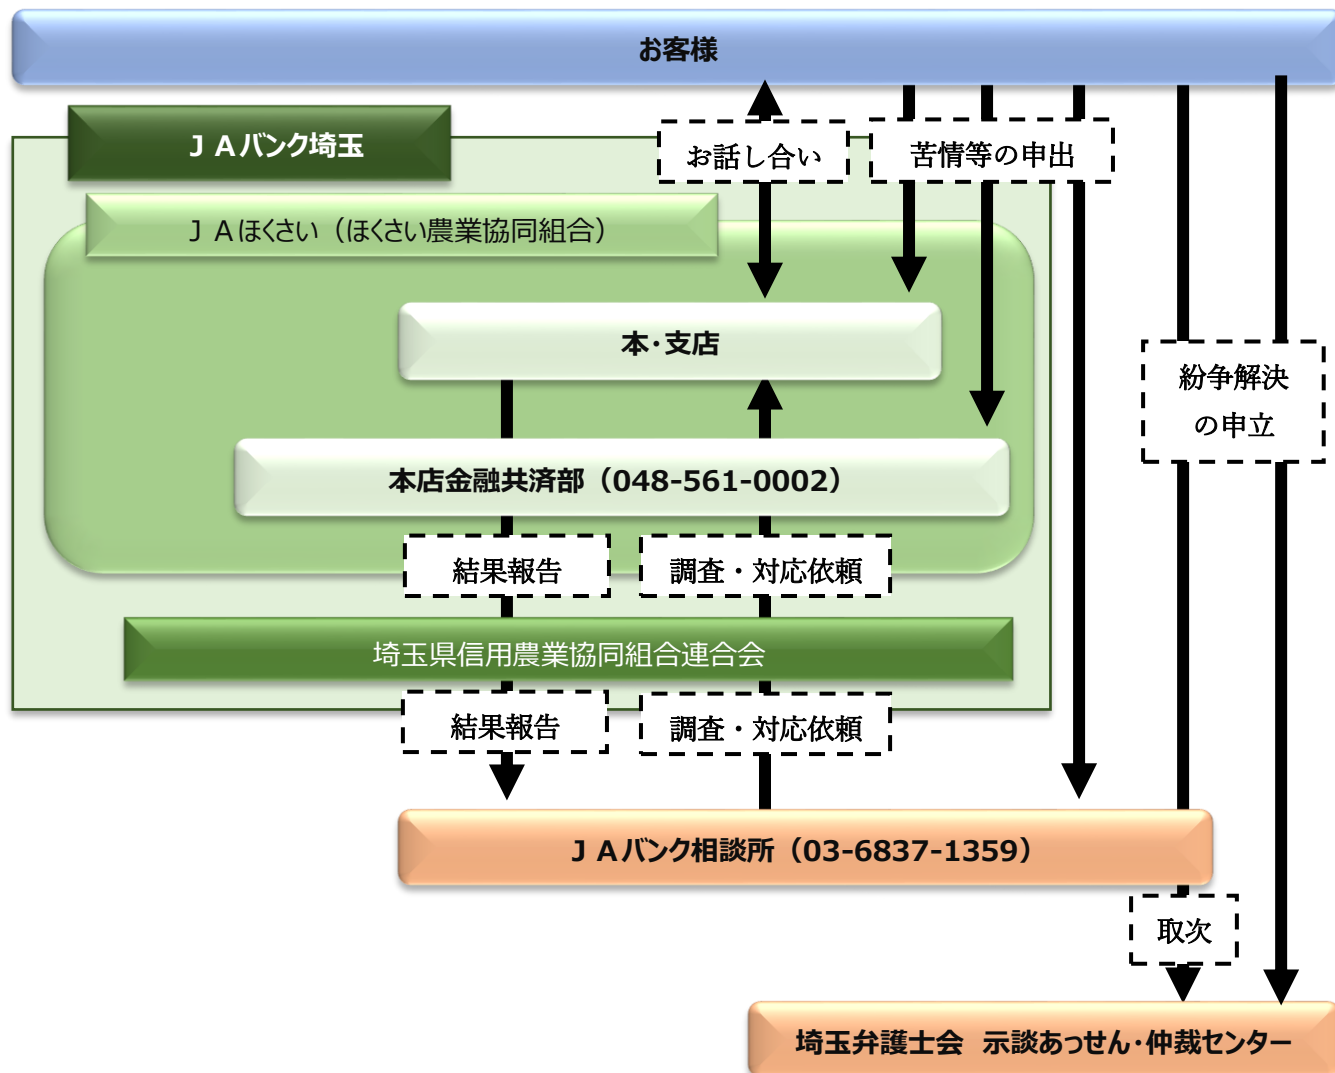 お客様
ＪＡバンク埼玉
お話し合い
苦情等の申出
ＪＡほくさい（ほくさい農業協同組合）
本・支店
紛争解決
の申立
本店金融共済部（048-561-0002）
結果報告
調査・対応依頼
埼玉県信用農業協同組合連合会
結果報告
調査・対応依頼
ＪＡバンク相談所（03-6837-1359）
取次
埼玉弁護士会 示談あっせん・仲裁センター